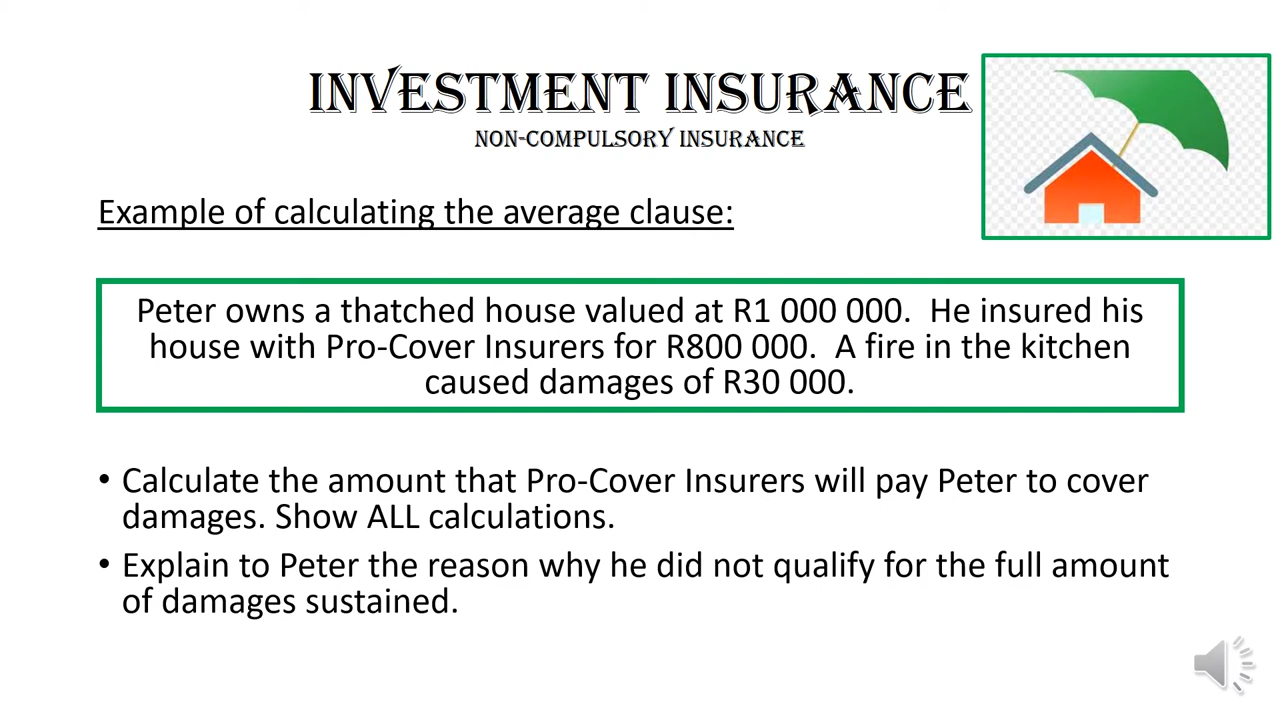 INVESTMENT INSURANCE
NON-COMPULSORY INSURANCE
Example of calculating the average clause:
Peter owns a thatched house valued at R1 000 000.  He insured his
house with Pro-Cover Insurers for R800 000.  A fire in the kitchen
caused damages of R30 000.
• Calculate the amount that Pro-Cover Insurers will pay Peter to cover
damages. Show ALL calculations.
• Explain to Peter the reason why he did not qualify for the full amount
of damages sustained.